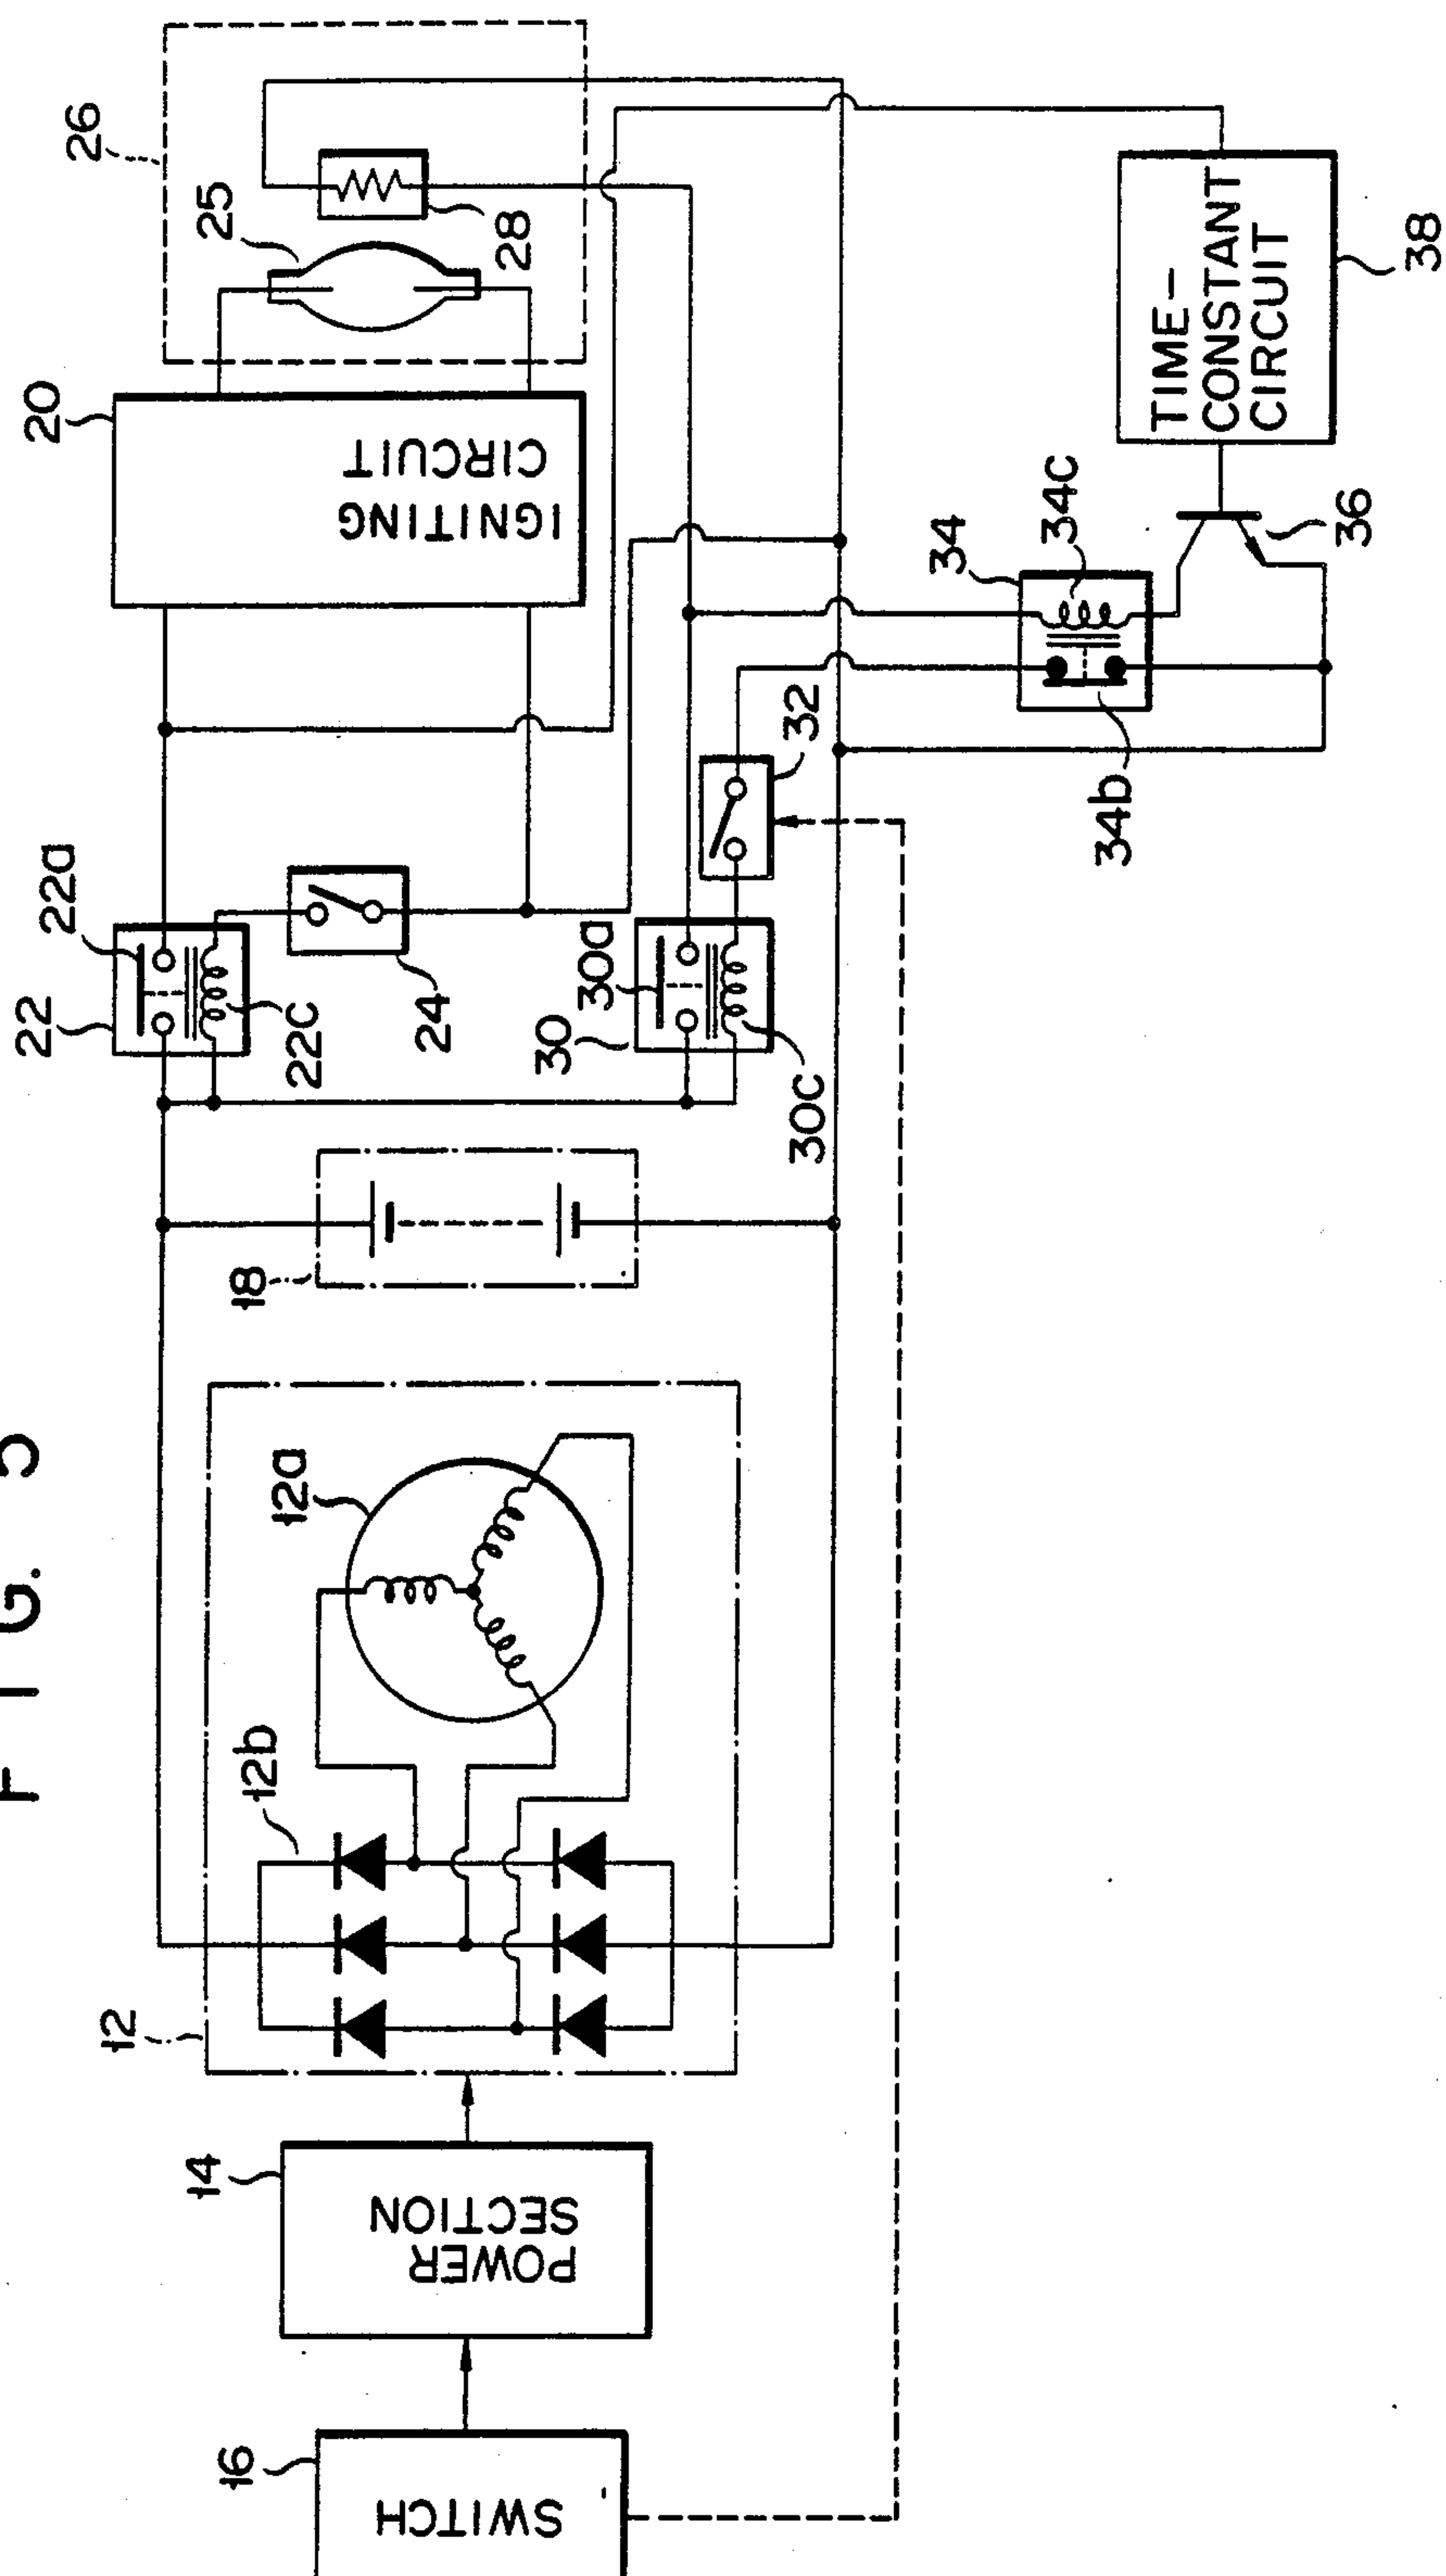 FIG. 5
16
SWITCH
14
POWER
SECTION
12
12b
12a
18
22
22a
22c
24
20
IGNITING
CIRCUIT
26
25
28
30
30a
30c
32
34
34c
34b
36
TIME-
CONSTANT
CIRCUIT
38